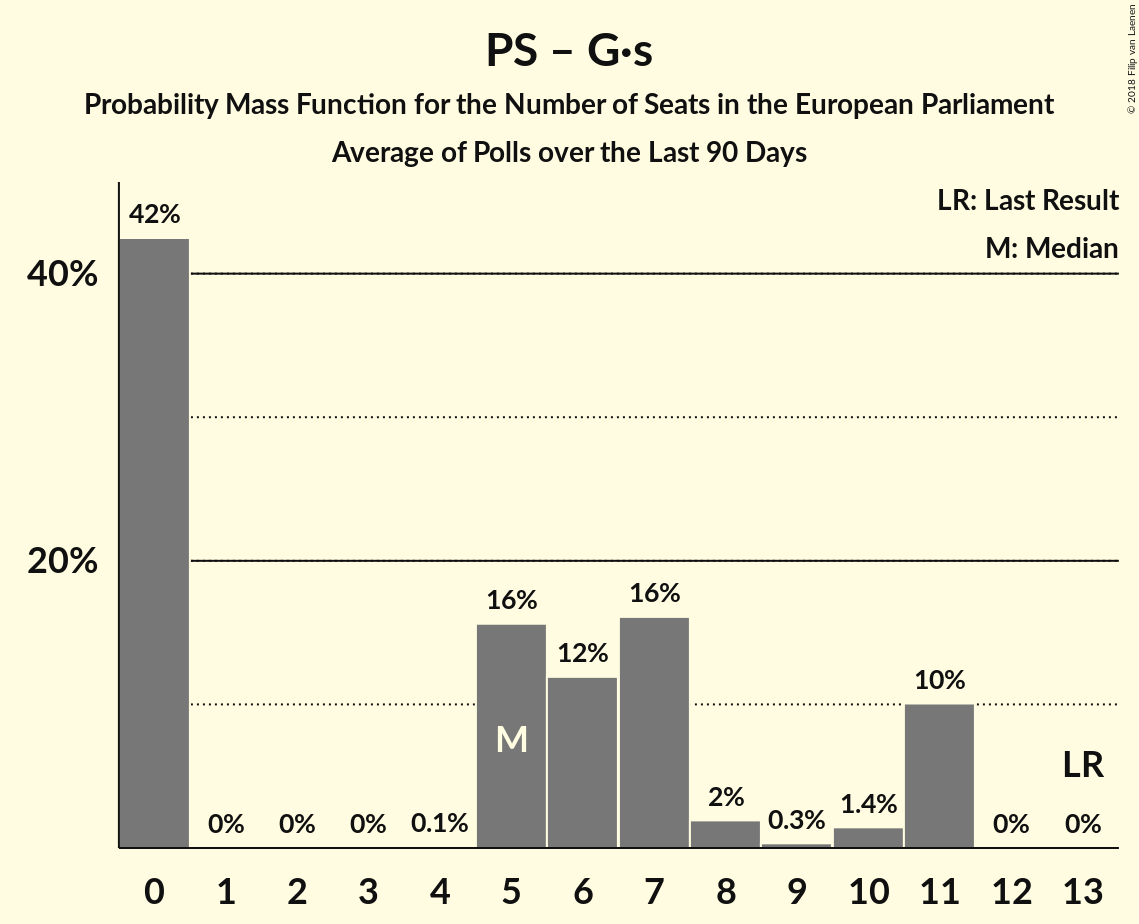 PS – G·s
Probability Mass Function for the Number of Seats in the European Parliament
Average of Polls over the Last 90 Days
© 2018 Filip van Laenen
LR: Last Result
M: Median
42%
40%
20%
16%
12%
16%
10%
M
LR
0%
0%
0%
0.1%
2%
0.3%
1.4%
0%
0%
0 1 2 3 4 5 6 7 8 9 10 11 12 13